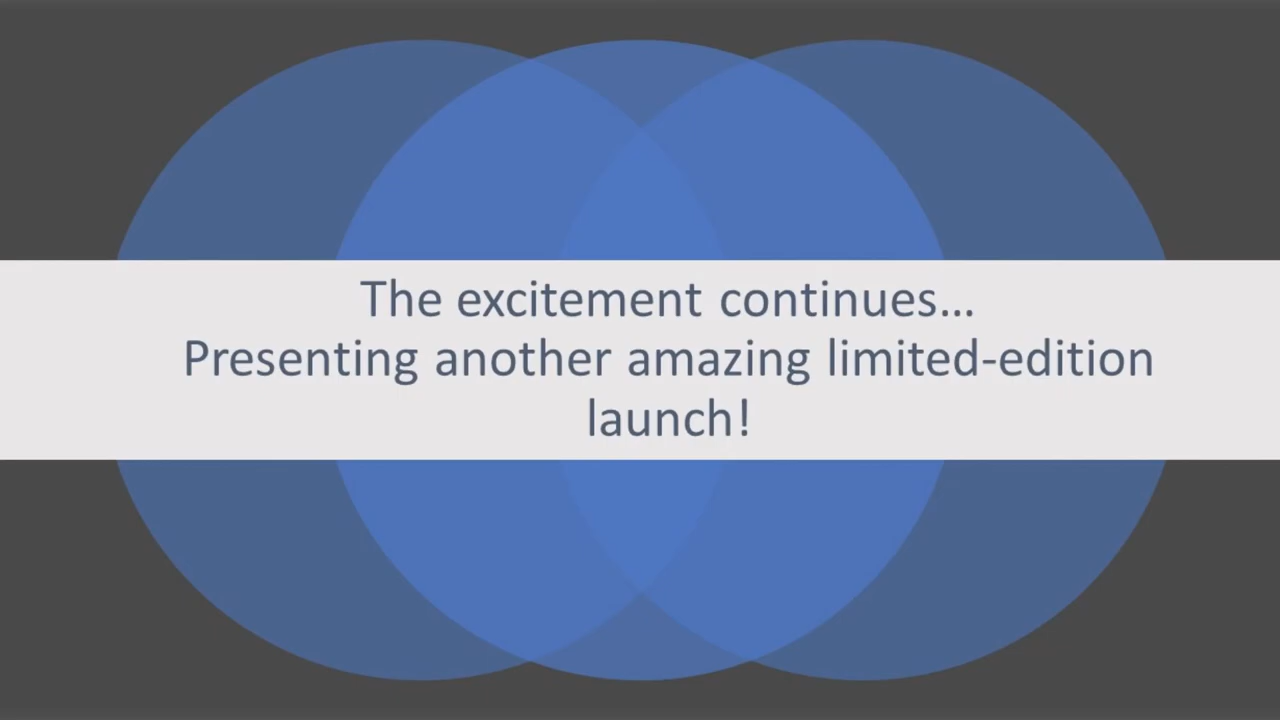 The excitement continues...
Presenting another amazing limited-edition
launch!